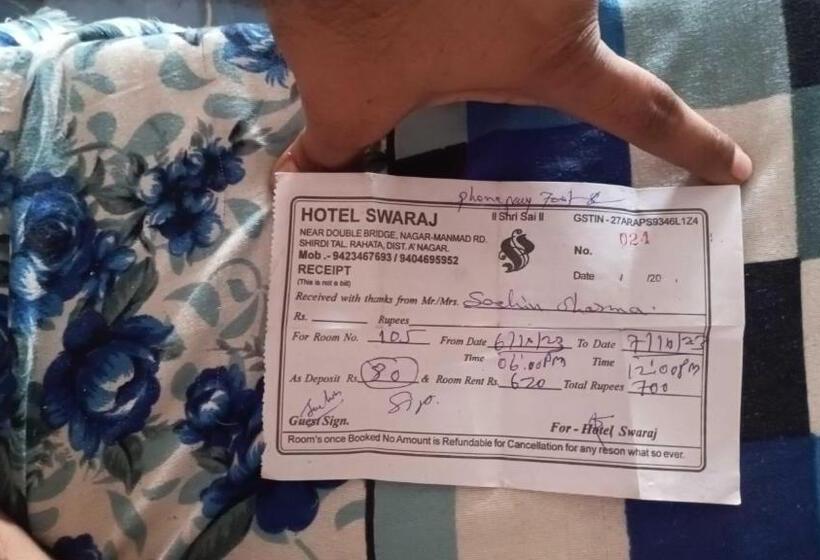 phonepay
HOTEL SWARAJ
NEAR DOUBLE BRIDGE, NAGAR-MANMAD RD.
SHIRDI TAL. RAHATA, DIST. A'NAGAR.
Mob .- 9423467693 / 9404695952
RECEIPT
(This is not a bill)
II Shri Sai II
GSTIN - 27ARAPS9346L1Z4
No. 021
Date / /20 .
Received with thanks from Mr/Mrs. Sachin Sharma.
Rs. Rupees
For Room No. 105 From Date 6/10/23 To Date 7/10/23
Time 06:00PM Time 12:00PM
As Deposit Rs. 80 & Room Rent Rs. 620 Total Rupees 700
Guest Sign.
For - Hotel Swaraj
Room's once Booked No Amount is Refundable for Cancellation for any reson what so ever.